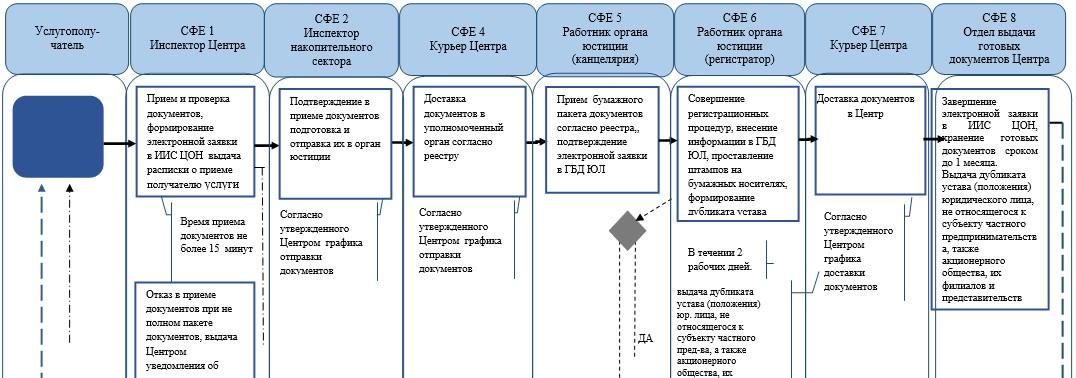 Услугополу-
чатель
СФЕ 1
Инспектор Центра
СФЕ 2
Инспектор
накопительного
сектора
СФЕ 4
Курьер Центра
СФЕ 5
Работник органа
юстиции
(канцелярия)
СФЕ 6
Работник органа
юстиции
(регистратор)
СФЕ 7
Курьер Центра
СФЕ 8
Отдел выдачи
готовых
документов Центра
Прием и проверка
документов,
формирование
электронной заявки
в ИИС ЦОН выдача
расписки о приеме
получателю услуги
Время приема
документов не
более 15 минут
Отказ в приеме
документов при не
полном пакете
документов, выдача
Центром
уведомления об
Подтверждение в
приеме документов
подготовка и
отправка их в орган
юстиции
Согласно
утвержденного
Центром графика
отправки
документов
Доставка
документов в
уполномоченный
орган согласно
реестру
Согласно
утвержденного
Центром графика
отправки
документов
Прием бумажного
пакета документов
согласно реестра,,
подтверждение
электронной заявки
в ГБД ЮЛ
ДА
Совершение
регистрационных
процедур, внесение
информации в ГБД
ЮЛ, проставление
штампов на
бумажных носителях,
формирование
дубликата устава
В течении 2
рабочих дней.
выдача дубликата
устава (положения)
юр. лица, не
относящегося к
субъекту частного
пред-ва, а также
акционерного
общества, их
Доставка документов
в Центр
Согласно
утвержденного
Центром
графика
доставки
документов
Завершение
электронной заявки
в ИИС ЦОН,
хранение готовых
документов сроком
до 1 месяца.
Выдача дубликата
устава (положения)
юридического лица,
не относящегося к
субъекту частного
предпринимательств
а, также
акционерного
общества, их
филиалов и
представительств